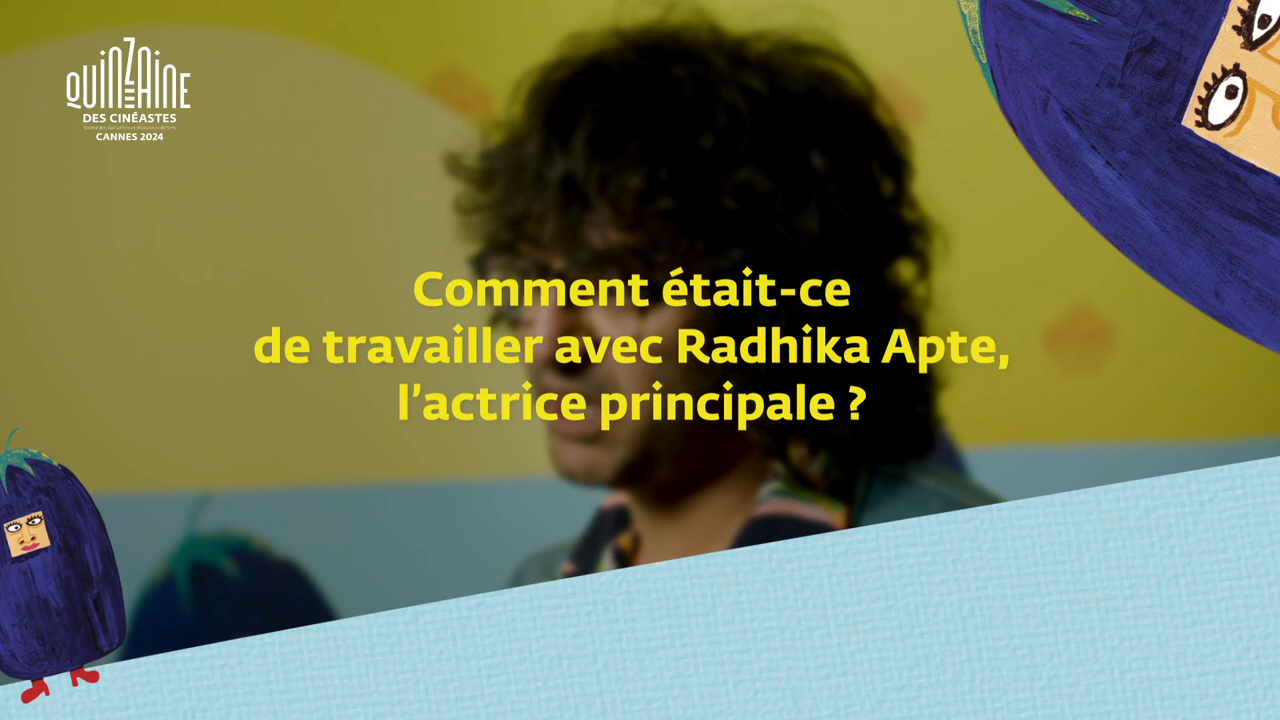 QUINZAINE
DES CINÉASTES
CANNES 2024
Comment était-ce
de travailler avec Radhika Apte,
l'actrice principale ?